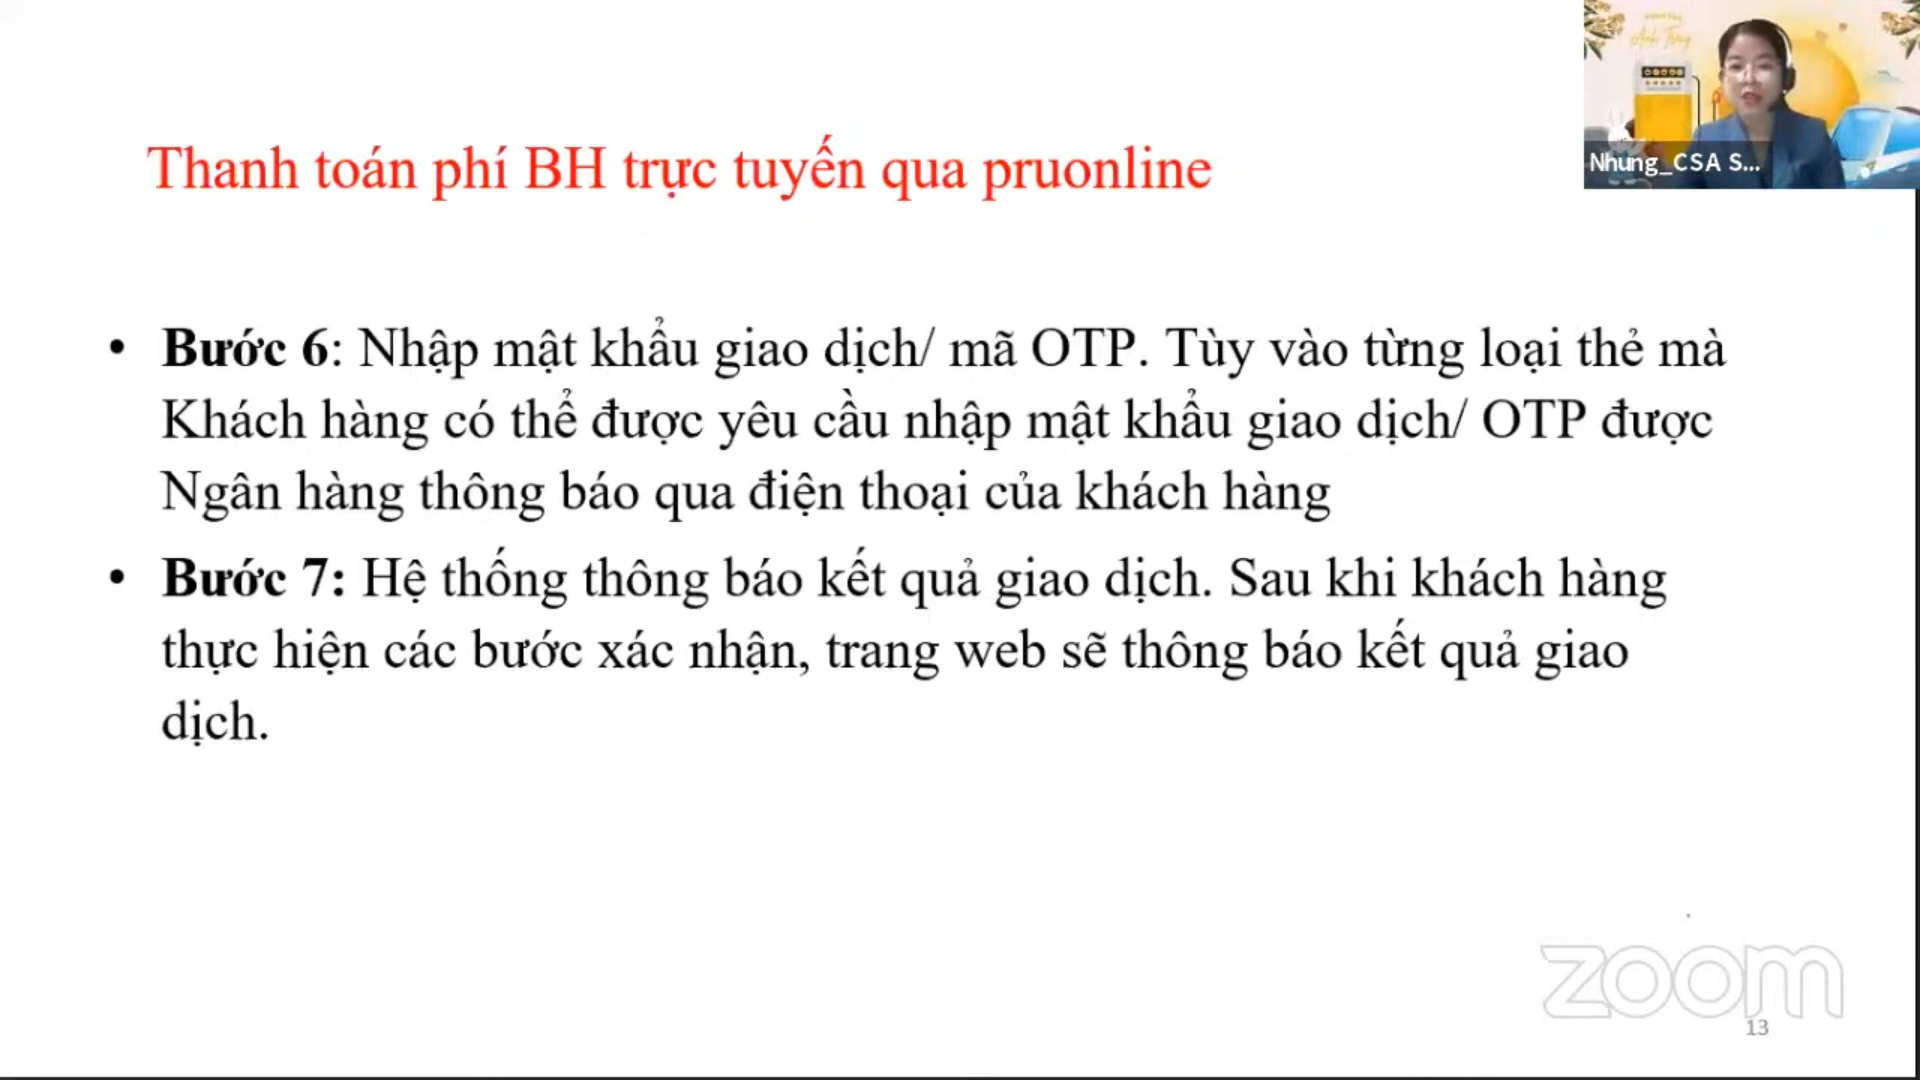 Thanh toán phí BH trực tuyến qua pruonline
Nhung_CSA S...
• Bước 6: Nhập mật khẩu giao dịch/ mã OTP. Tùy vào từng loại thẻ mà
Khách hàng có thể được yêu cầu nhập mật khẩu giao dịch/ OTP được
Ngân hàng thông báo qua điện thoại của khách hàng
• Bước 7: Hệ thống thông báo kết quả giao dịch. Sau khi khách hàng
thực hiện các bước xác nhận, trang web sẽ thông báo kết quả giao
dịch.
zoom
13